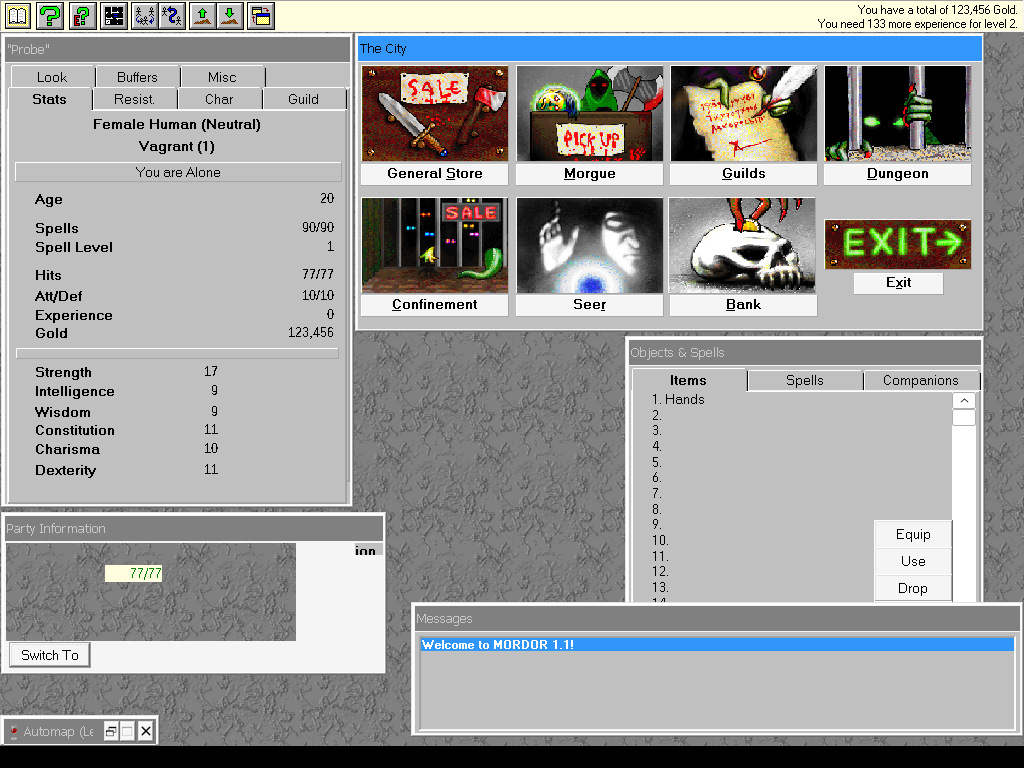 You have a total of 123,456 Gold.
You need 133 more experience for level 2.
"Probe"
Look Buffers Misc
Stats Resist. Char Guild
Female Human (Neutral)
Vagrant (1)
You are Alone
Age 20
Spells 90/90
Spell Level 1
Hits 77/77
Att/Def 10/10
Experience 0
Gold 123,456
Strength 17
Intelligence 9
Wisdom 9
Constitution 11
Charisma 10
Dexterity 11
The City
SALE
PICK UP
General Store Morgue Guilds Dungeon
SALE
EXIT→
Confinement Seer Bank Exit
Objects & Spells
Items Spells Companions
1. Hands
2.
3.
4.
5.
6.
7.
8.
9.
10.
11.
12.
13.
Equip
Use
Drop
Party Information
77/77
Switch To
Messages
Welcome to MORDOR 1.1!
Automap (Le